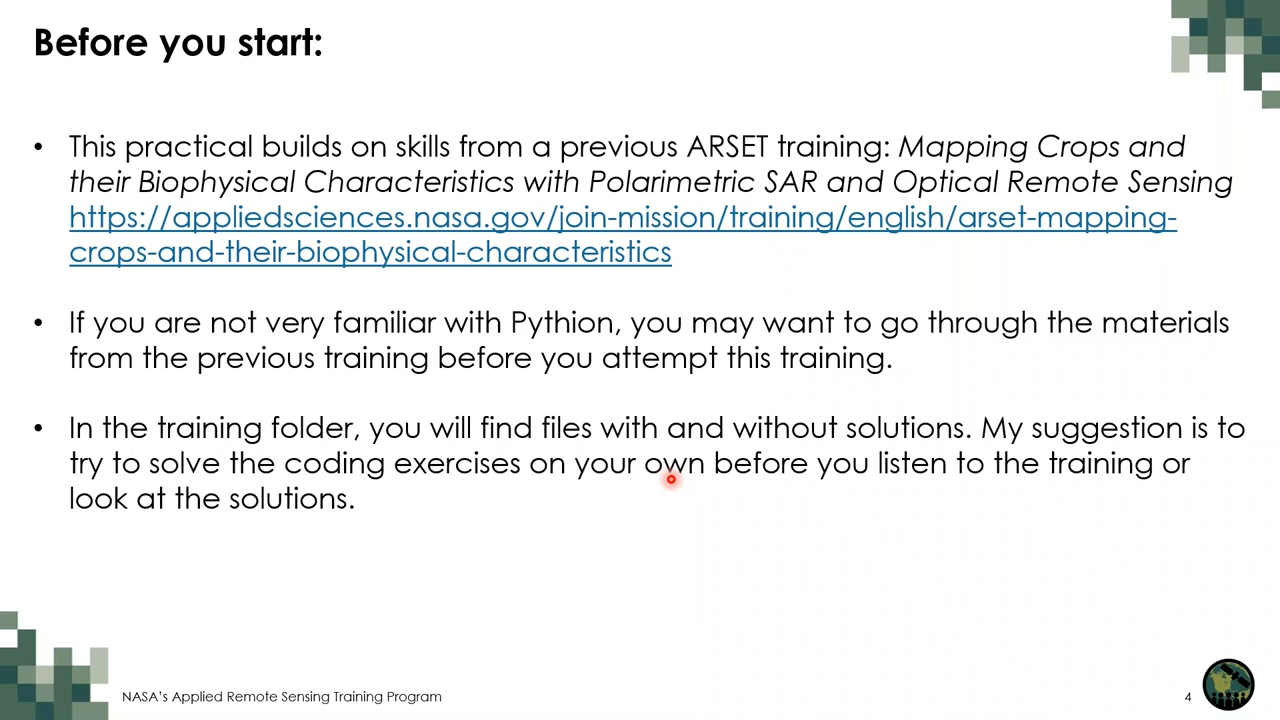 Before you start:
• This practical builds on skills from a previous ARSET training: Mapping Crops and
their Biophysical Characteristics with Polarimetric SAR and Optical Remote Sensing
https://appliedsciences.nasa.gov/join-mission/training/english/arset-mapping-
crops-and-their-biophysical-characteristics
• If you are not very familiar with Pythion, you may want to go through the materials
from the previous training before you attempt this training.
• In the training folder, you will find files with and without solutions. My suggestion is to
try to solve the coding exercises on your own before you listen to the training or
look at the solutions.
NASA's Applied Remote Sensing Training Program
4